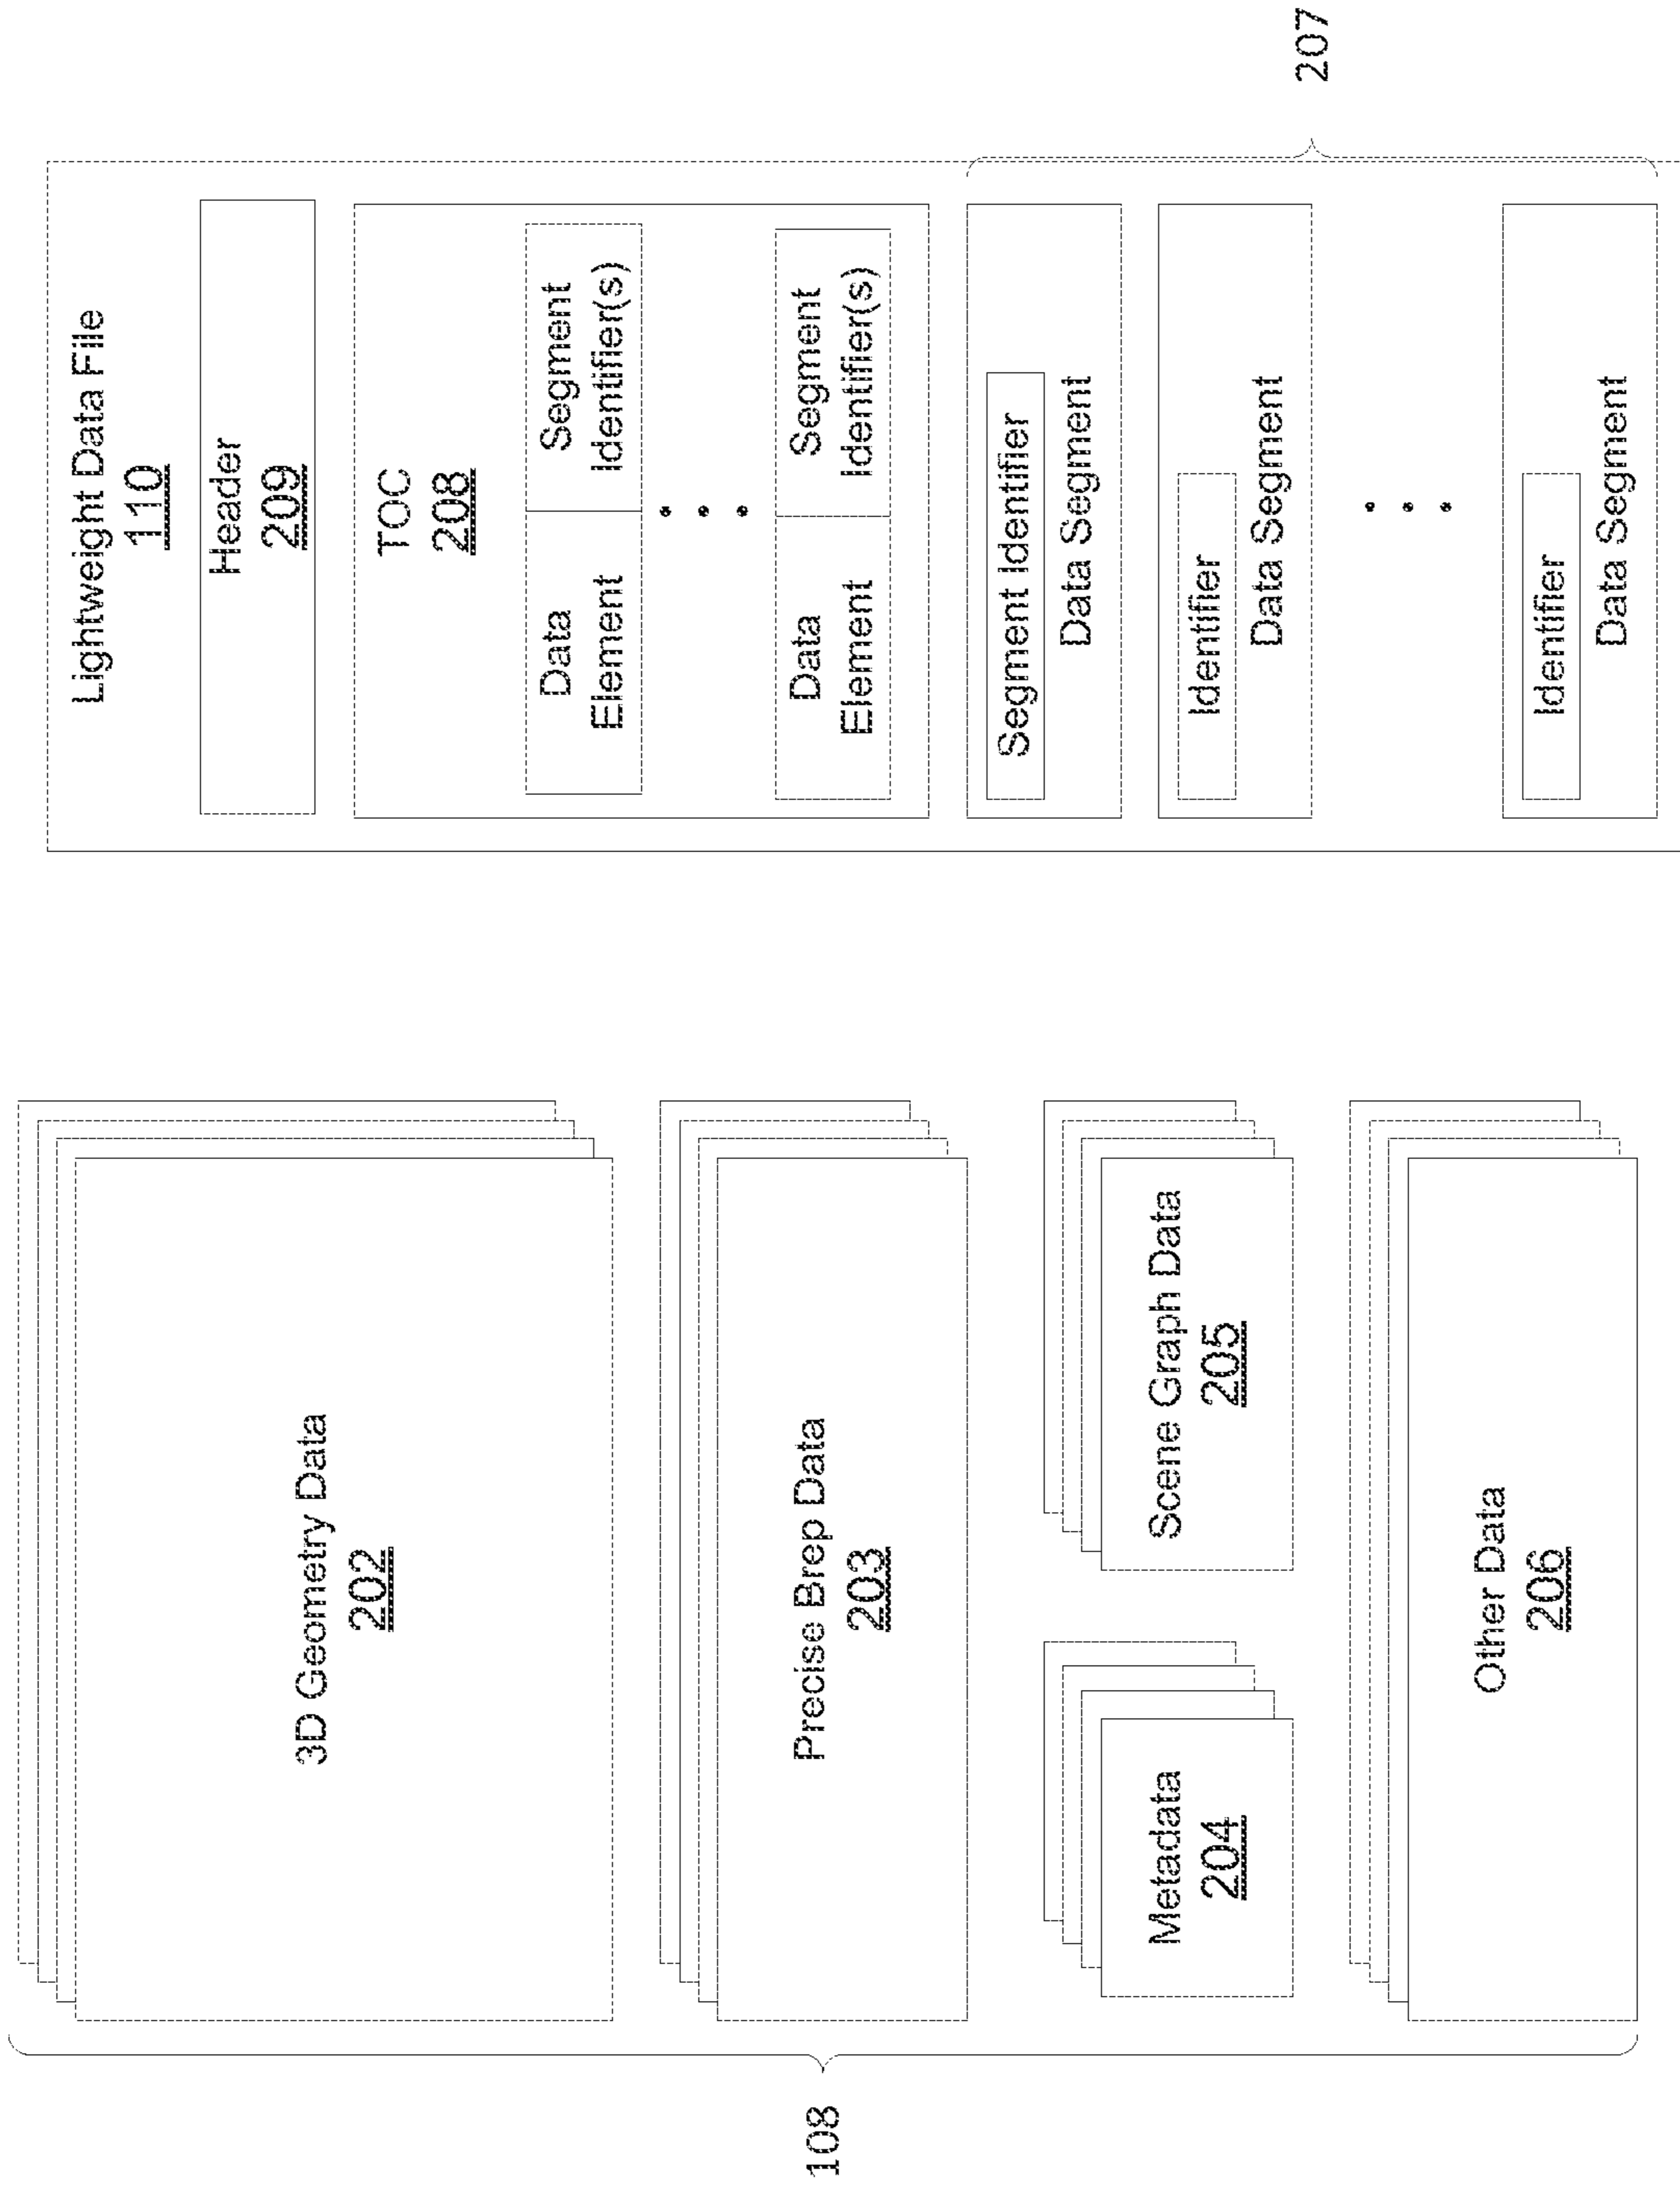 108
3D Geometry Data
202
Precise Brep Data
203
Metadata
204
Scene Graph Data
205
Other Data
206
Lightweight Data File
110
Header
209
TOC
208
Data
Element
Segment
Identifier(s)
Data
Element
Segment
Identifier(s)
Segment Identifier
Data Segment
Identifier
Data Segment
Identifier
Data Segment
207